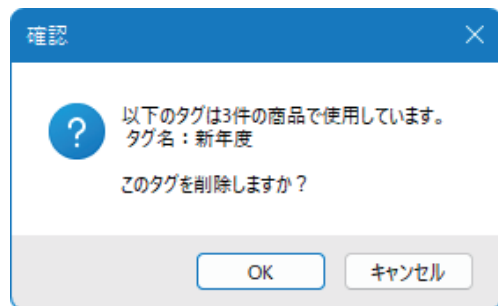 確認
以下のタグは3件の商品で使用しています。
タグ名：新年度
このタグを削除しますか？
OK
キャンセル